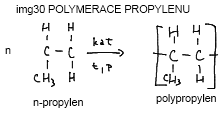 img30 POLYMERACE PROPYLENU
H H H H
n C - C kat - C - C -
t, p
CH₃ H CH₃ H
n-propylen polypropylen